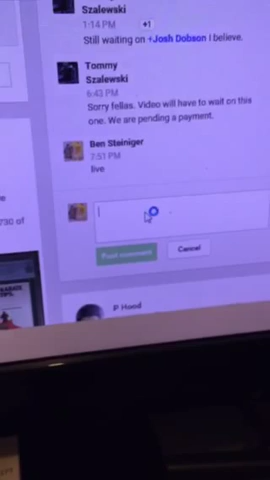 Szalewski
1:14 PM +1
Still waiting on +Josh Dobson I believe.
Tommy
Szalewski
6:43 PM
Sorry fellas. Video will have to wait on this
one. We are pending a payment.
Ben Steiniger
7:51 PM
live
730 of
Post comment Cancel
P Hood